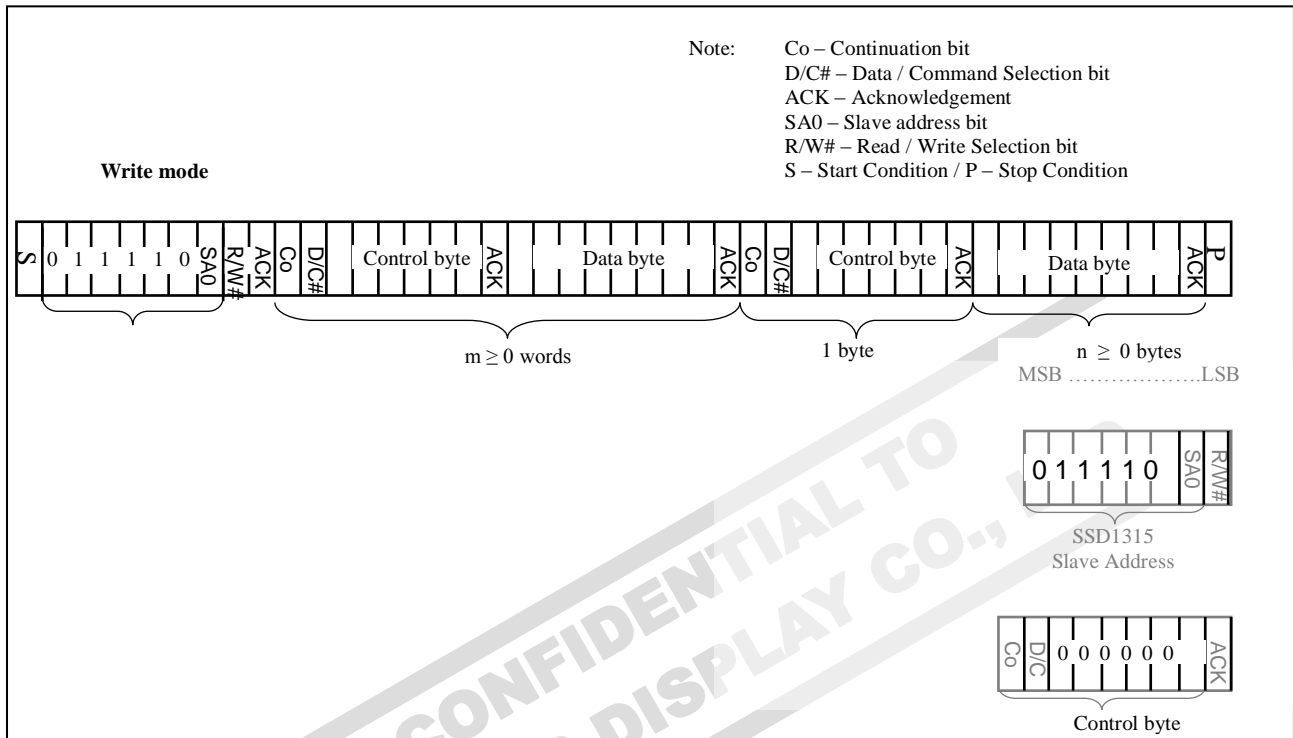 Note: Co – Continuation bit
D/C# – Data / Command Selection bit
ACK – Acknowledgement
SA0 – Slave address bit
R/W# – Read / Write Selection bit
S – Start Condition / P – Stop Condition
Write mode
S 0 1 1 1 1 0 SA0 R/W# ACK Co D/C# Control byte ACK Data byte ACK Co D/C# Control byte ACK Data byte ACK P
m ≥ 0 words 1 byte n ≥ 0 bytes
MSB ………………..LSB
0 1 1 1 1 0 SA0 R/W#
SSD1315
Slave Address
Co D/C 0 0 0 0 0 0 ACK
Control byte
CONFIDENTIAL TO
DISPLAY CO.,